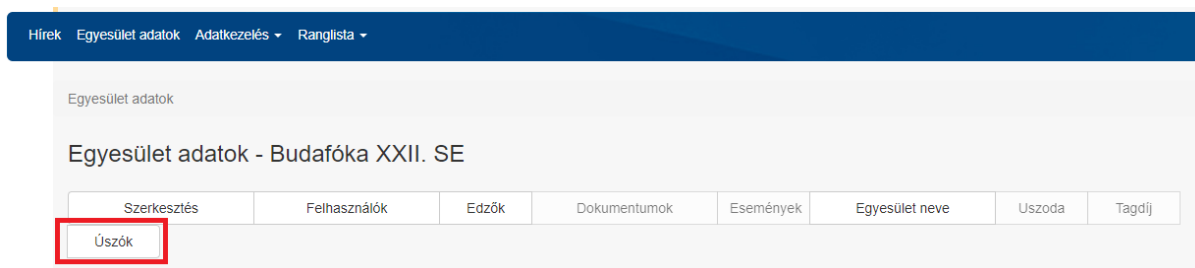 Hírek Egyesület adatok Adatkezelés Ranglista
Egyesület adatok
Egyesület adatok - Budafóka XXII. SE
Szerkesztés Felhasználók Edzők Dokumentumok Események Egyesület neve Uszoda Tagdíj
Úszók